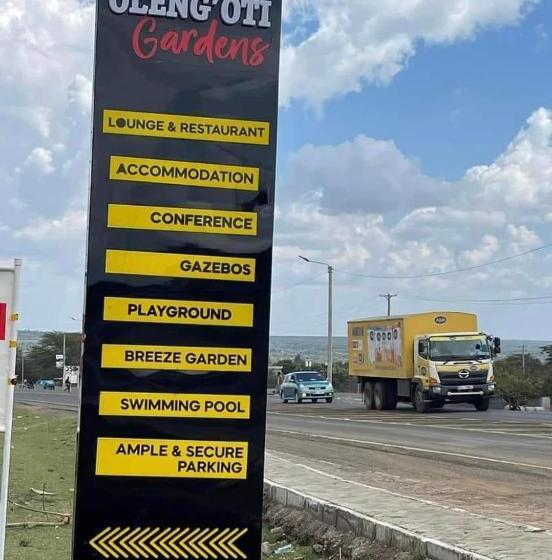 OLENG'OTI
Gardens
LOUNGE & RESTAURANT
ACCOMMODATION
CONFERENCE
GAZEBOS
PLAYGROUND
BREEZE GARDEN
SWIMMING POOL
AMPLE & SECURE
PARKING